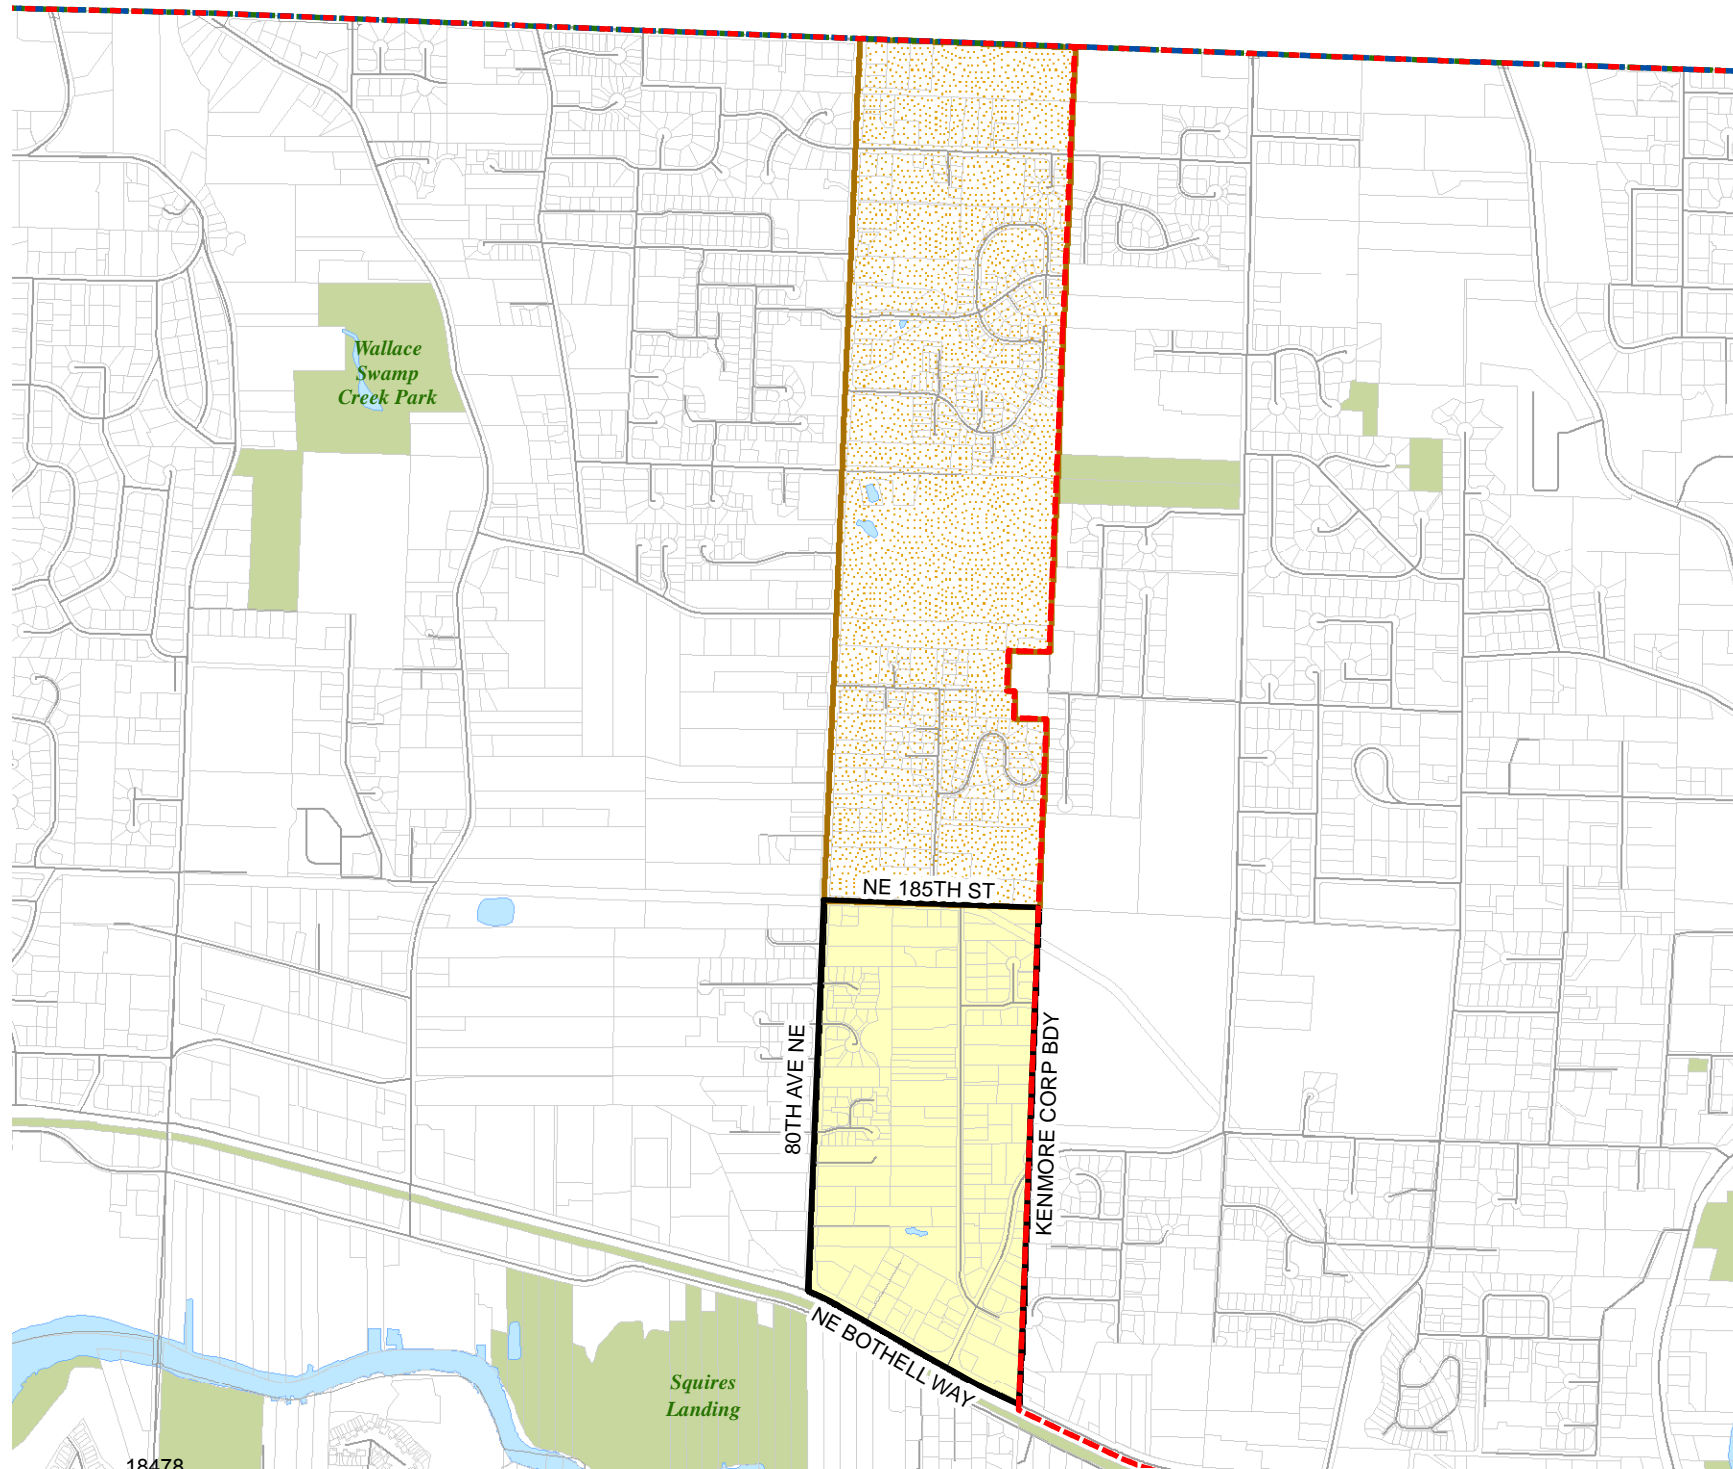 Wallace
Swamp
Creek Park
NE 185TH ST
80TH AVE NE
KENMORE CORP BDY
NE BOTHELL WAY
Squires
Landing
18478